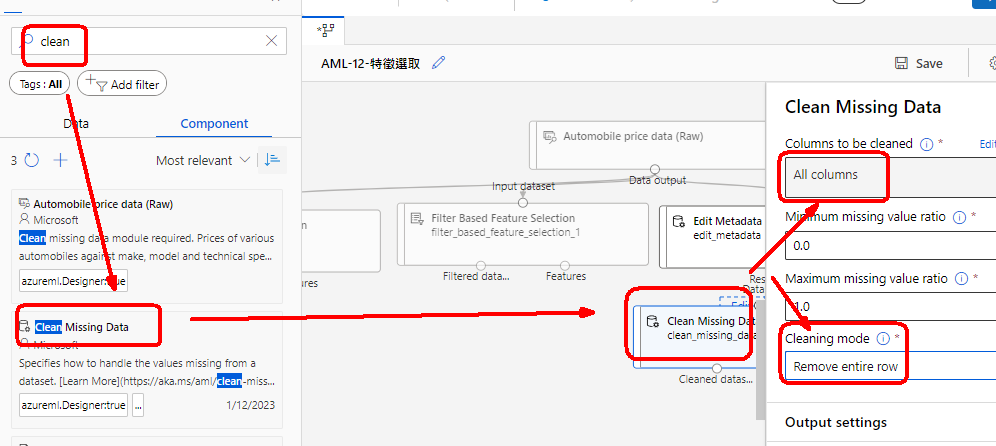 clean
Tags : All
Add filter
Data
Component
3
Most relevant
Automobile price data (Raw)
Microsoft
Clean missing data module required. Prices of various
automobiles against make, model and technical spe...
azureml.Designer:true
Clean Missing Data
Microsoft
Specifies how to handle the values missing from a
dataset. [Learn More](https://aka.ms/aml/clean-miss...
azureml.Designer:true
...
1/12/2023
AML-12-特徵選取
Save
Automobile price data (Raw)
Data output
Input dataset
Filter Based Feature Selection
filter_based_feature_selection_1
Filtered data...
Features
Edit Metadata
edit_metadata
Clean Missing Dat
clean_missing_data
Cleaned datas...
Clean Missing Data
Columns to be cleaned *
Edit
All columns
Minimum missing value ratio *
0.0
Maximum missing value ratio *
1.0
Cleaning mode *
Remove entire row
Output settings